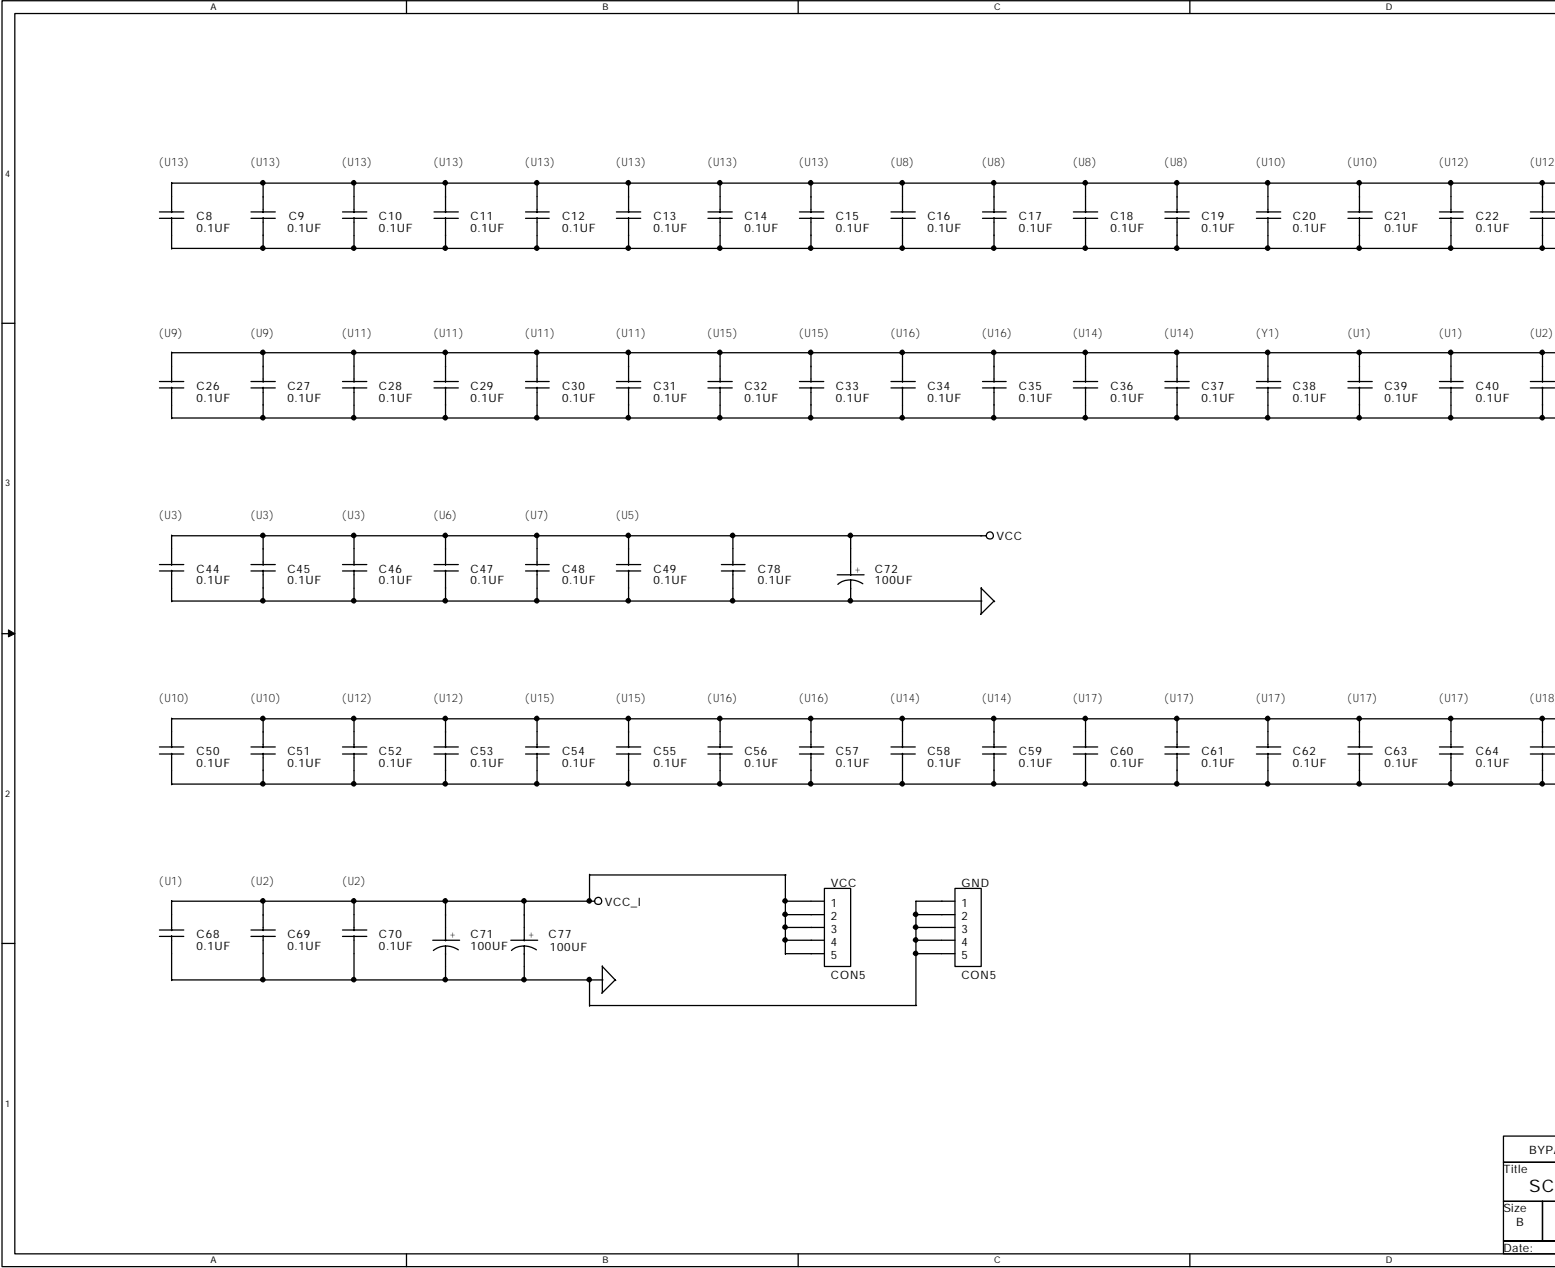 A B C D
(U13) (U13) (U13) (U13) (U13) (U13) (U13) (U13) (U8) (U8) (U8) (U8) (U10) (U10) (U12) (U12
4
C8 C9 C10 C11 C12 C13 C14 C15 C16 C17 C18 C19 C20 C21 C22
0.1UF 0.1UF 0.1UF 0.1UF 0.1UF 0.1UF 0.1UF 0.1UF 0.1UF 0.1UF 0.1UF 0.1UF 0.1UF 0.1UF 0.1UF
(U9) (U9) (U11) (U11) (U11) (U11) (U15) (U15) (U16) (U16) (U14) (U14) (Y1) (U1) (U1) (U2)
C26 C27 C28 C29 C30 C31 C32 C33 C34 C35 C36 C37 C38 C39 C40
0.1UF 0.1UF 0.1UF 0.1UF 0.1UF 0.1UF 0.1UF 0.1UF 0.1UF 0.1UF 0.1UF 0.1UF 0.1UF 0.1UF 0.1UF
3
(U3) (U3) (U3) (U6) (U7) (U5)
VCC
C44 C45 C46 C47 C48 C49 C78 + C72
0.1UF 0.1UF 0.1UF 0.1UF 0.1UF 0.1UF 0.1UF 100UF
(U10) (U10) (U12) (U12) (U15) (U15) (U16) (U16) (U14) (U14) (U17) (U17) (U17) (U17) (U17) (U18
C50 C51 C52 C53 C54 C55 C56 C57 C58 C59 C60 C61 C62 C63 C64
0.1UF 0.1UF 0.1UF 0.1UF 0.1UF 0.1UF 0.1UF 0.1UF 0.1UF 0.1UF 0.1UF 0.1UF 0.1UF 0.1UF 0.1UF
2
(U1) (U2) (U2) VCC GND
VCC_I 1 1
2 2
3 3
C68 C69 C70 + C71 + C77 4 4
0.1UF 0.1UF 0.1UF 100UF 100UF 5 5
CON5 CON5
1
BYPA
Title
SC
Size
B
Date:
A B C D